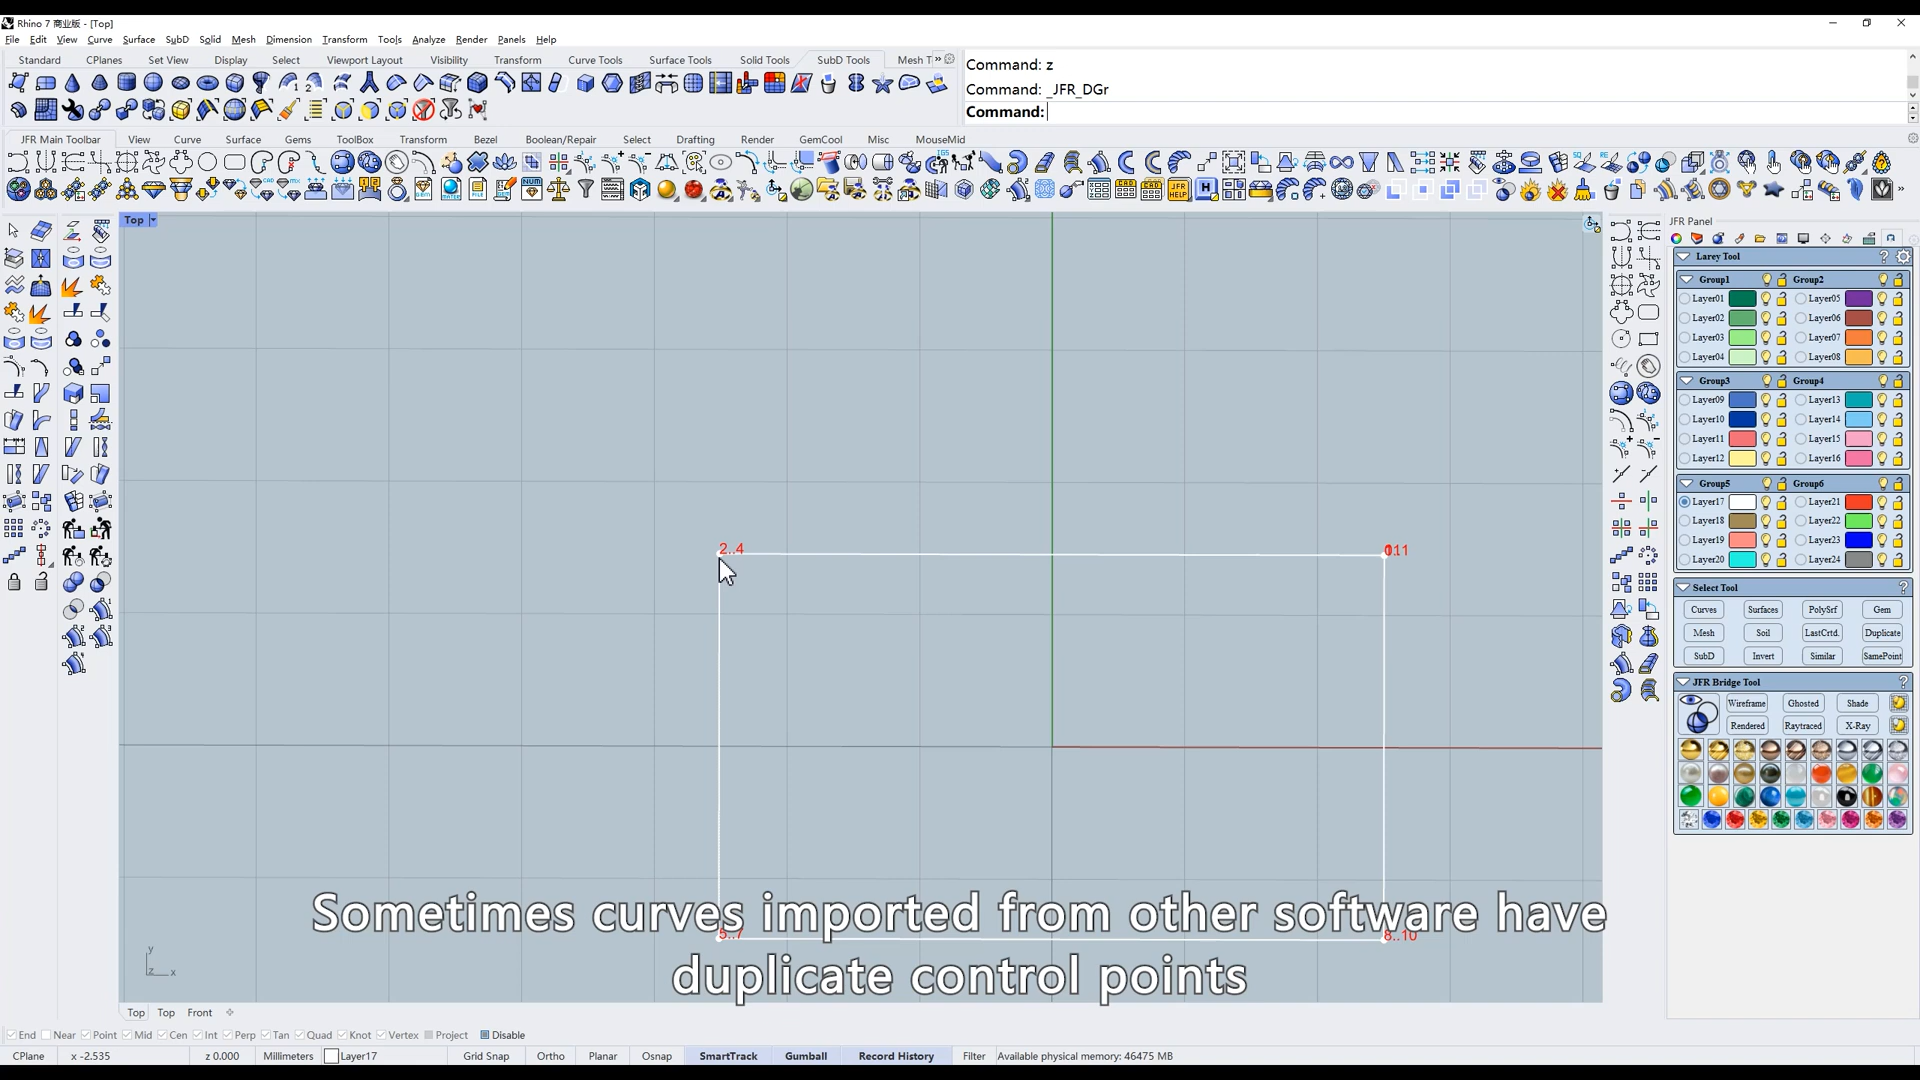 Rhino 7 商业版 - [Top]
File Edit View Curve Surface SubD Solid Mesh Dimension Transform Tools Analyze Render Panels Help
Standard CPlanes Set View Display Select Viewport Layout Visibility Transform Curve Tools Surface Tools Solid Tools SubD Tools Mesh T
Command: z
Command: _JFR_DGr
Command:
JFR Main Toolbar View Curve Surface Gems ToolBox Transform Bezel Boolean/Repair Select Drafting Render GemCool Misc MouseMid
Top
JFR Panel
Larey Tool ?
Group1 Group2
Layer01 Layer05
Layer02 Layer06
Layer03 Layer07
Layer04 Layer08
Group3 Group4
Layer09 Layer13
Layer10 Layer14
Layer11 Layer15
Layer12 Layer16
Group5 Group6
Layer17 Layer21
Layer18 Layer22
Layer19 Layer23
Layer20 Layer24
2..4
Select Tool ?
Curves Surfaces PolySrf Gem
Mesh Soil LastCrtd. Duplicate
SubD Invert Similar SamePoint
JFR Bridge Tool ?
Wireframe Ghosted Shade
Rendered Raytraced X-Ray
5..7 8..10
Sometimes curves imported from other software have
duplicate control points
y
z x
Top Top Front
End Near Point Mid Cen Int Perp Tan Quad Knot Vertex Project Disable
CPlane x -2.535 z 0.000 Millimeters Layer17 Grid Snap Ortho Planar Osnap SmartTrack Gumball Record History Filter Available physical memory: 46475 MB